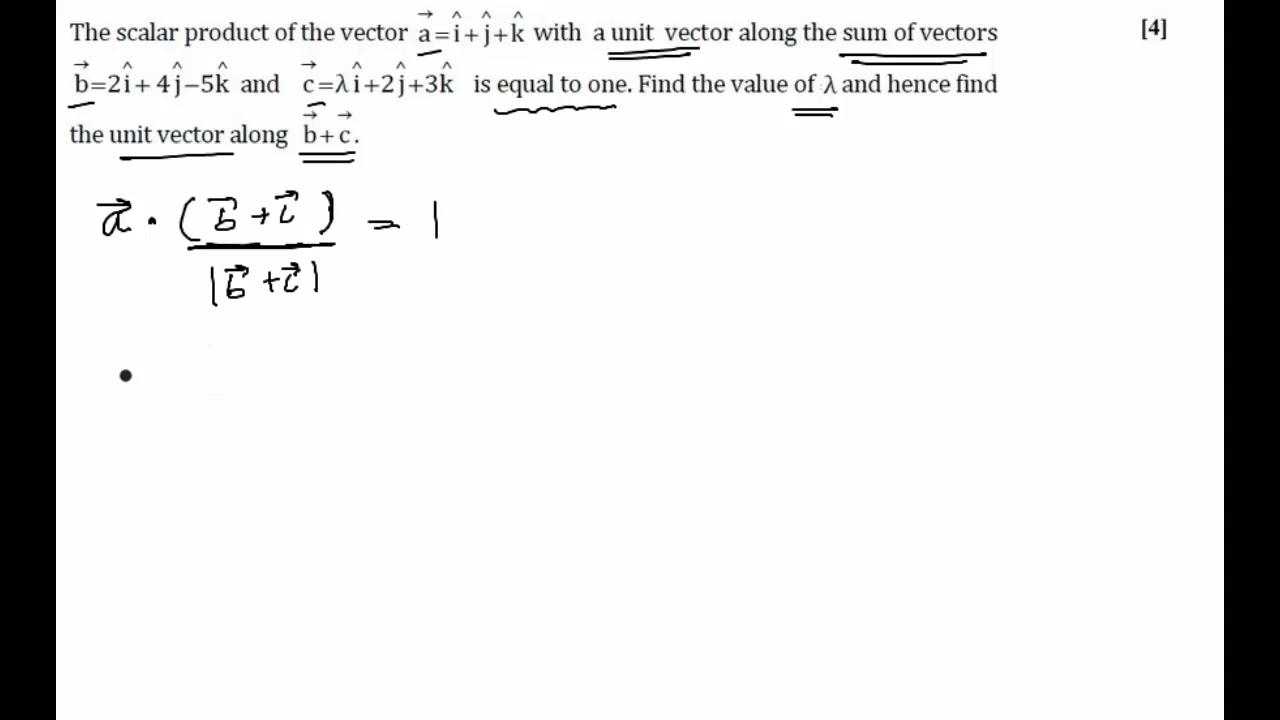 The scalar product of the vector a⃗=î+ĵ+k̂ with a unit vector along the sum of vectors [4]
b⃗=2î+4ĵ−5k̂ and c⃗=λî+2ĵ+3k̂ is equal to one. Find the value of λ and hence find
the unit vector along b⃗+c⃗.
a⃗ · (b⃗+c⃗) = 1
|b⃗+c⃗|